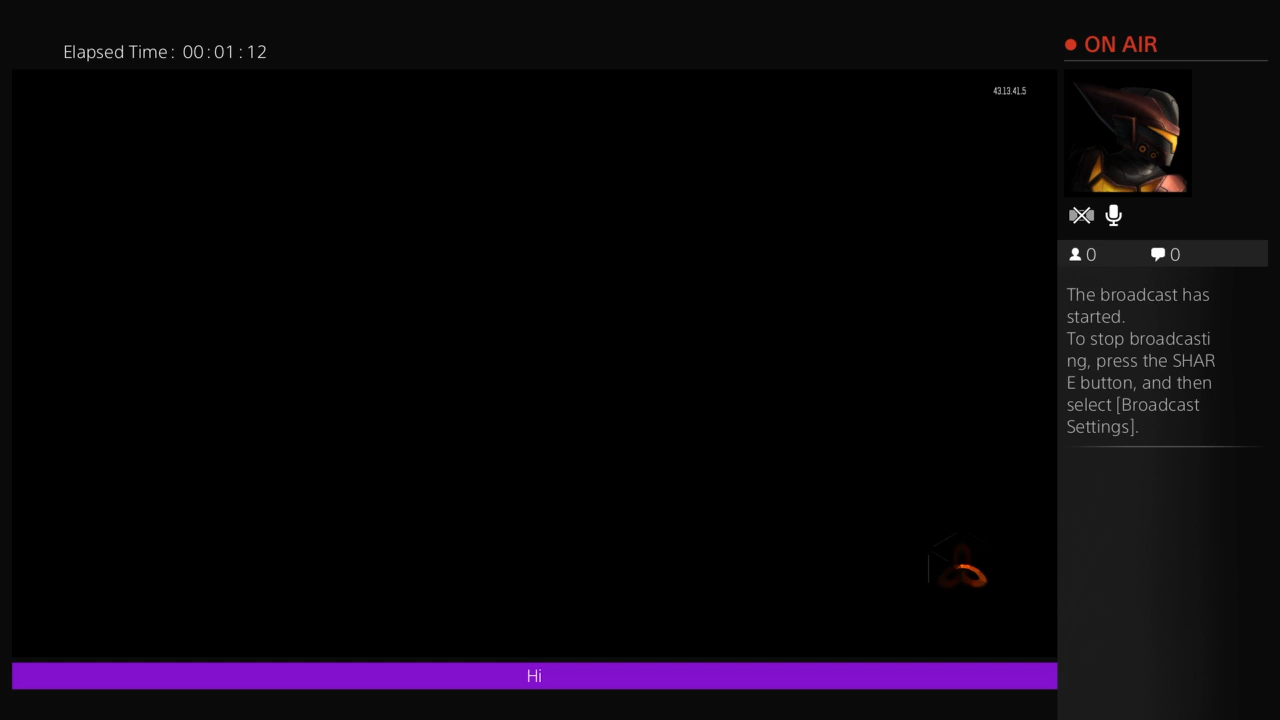 Elapsed Time: 00:01:12
ON AIR
43.13.41.5
0 0
The broadcast has
started.
To stop broadcasti
ng, press the SHAR
E button, and then
select [Broadcast
Settings].
Hi